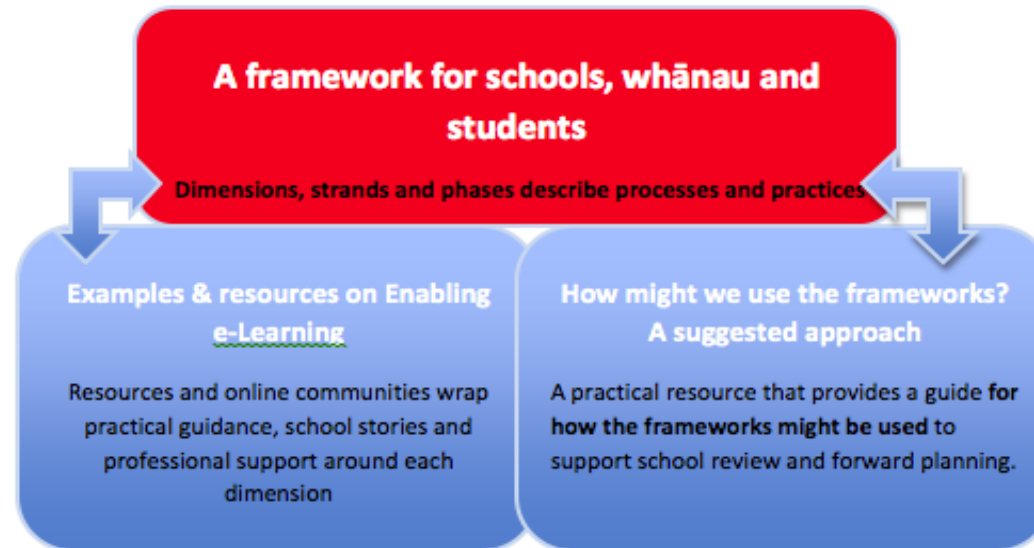 A framework for schools, whānau and
students
Dimensions, strands and phases describe processes and practices
Examples & resources on Enabling
e-Learning
Resources and online communities wrap
practical guidance, school stories and
professional support around each
dimension
How might we use the frameworks?
A suggested approach
A practical resource that provides a guide for
how the frameworks might be used to
support school review and forward planning.